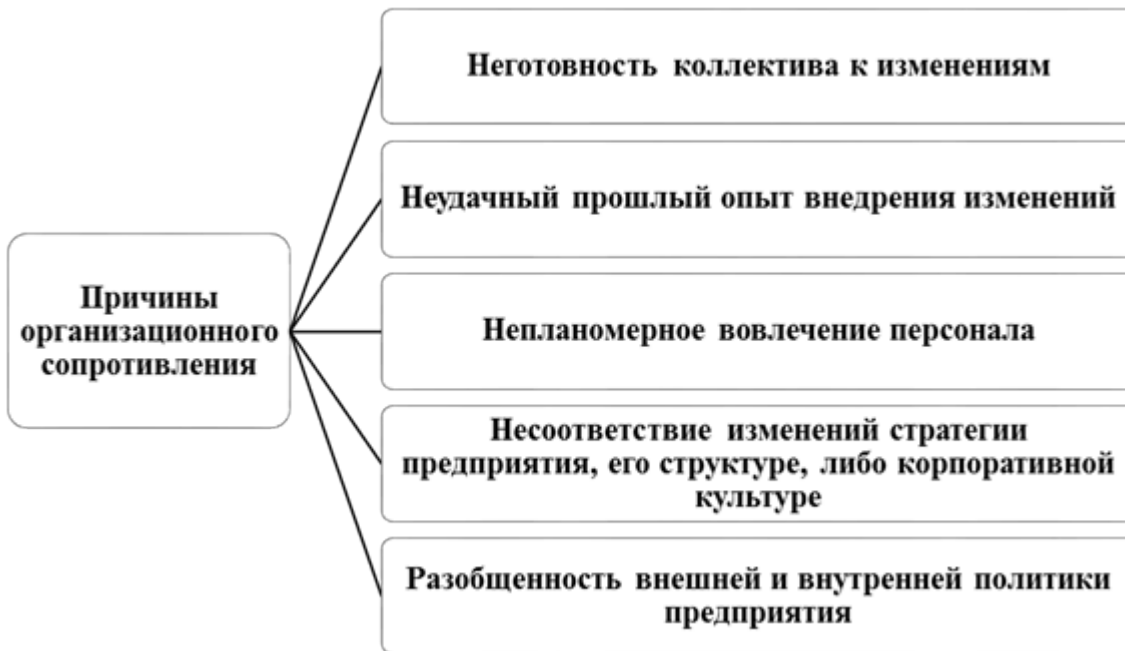 Причины
организационного
сопротивления
Неготовность коллектива к изменениям
Неудачный прошлый опыт внедрения изменений
Непланомерное вовлечение персонала
Несоответствие изменений стратегии
предприятия, его структуре, либо корпоративной
культуре
Разобщенность внешней и внутренней политики
предприятия